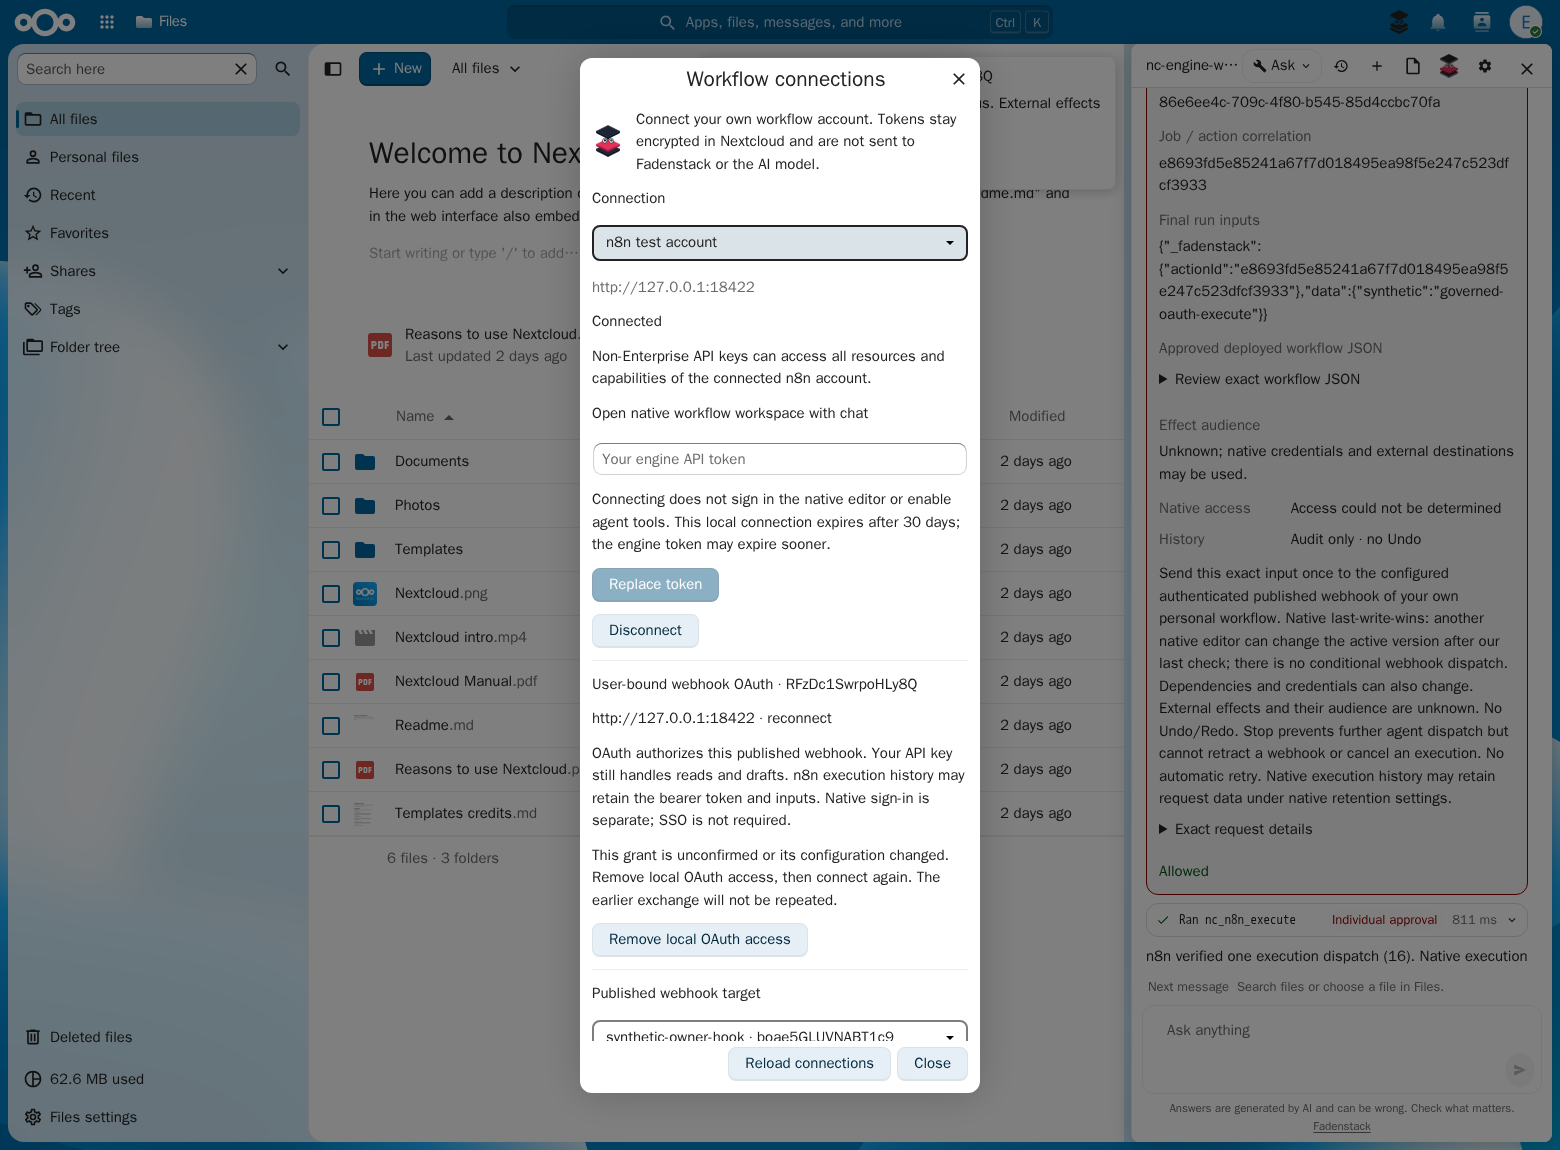 Files
Apps, files, messages, and more
Ctrl
K
E
Search here
All files
Personal files
Recent
Favorites
Shares
Tags
Folder tree
Deleted files
62.6 MB used
Files settings
New
All files
Welcome to Nex
Here you can add a description
in the web interface also embed
Start writing or type '/' to add…
PDF
Reasons to use Nextcloud.
Last updated 2 days ago
Name
Modified
Documents
2 days ago
Photos
2 days ago
Templates
2 days ago
Nextcloud.png
2 days ago
Nextcloud intro.mp4
2 days ago
PDF
Nextcloud Manual.pdf
2 days ago
Readme.md
2 days ago
PDF
Reasons to use Nextcloud.p
2 days ago
Templates credits.md
2 days ago
6 files · 3 folders
s. External effects
dme.md" and
Workflow connections
Connect your own workflow account. Tokens stay
encrypted in Nextcloud and are not sent to
Fadenstack or the AI model.
Connection
n8n test account
http://127.0.0.1:18422
Connected
Non-Enterprise API keys can access all resources and
capabilities of the connected n8n account.
Open native workflow workspace with chat
Your engine API token
Connecting does not sign in the native editor or enable
agent tools. This local connection expires after 30 days;
the engine token may expire sooner.
Replace token
Disconnect
User-bound webhook OAuth · RFzDc1SwrpoHLy8Q
http://127.0.0.1:18422 · reconnect
OAuth authorizes this published webhook. Your API key
still handles reads and drafts. n8n execution history may
retain the bearer token and inputs. Native sign-in is
separate; SSO is not required.
This grant is unconfirmed or its configuration changed.
Remove local OAuth access, then connect again. The
earlier exchange will not be repeated.
Remove local OAuth access
Published webhook target
synthetic-owner-hook · boae5GLUVNABT1c9
Reload connections
Close
nc-engine-w…
Ask
86e6ee4c-709c-4f80-b545-85d4ccbc70fa
Job / action correlation
e8693fd5e85241a67f7d018495ea98f5e247c523df
cf3933
Final run inputs
{"_fadenstack":
{"actionId":"e8693fd5e85241a67f7d018495ea98f5
e247c523dfcf3933"},"data":{"synthetic":"governed-
oauth-execute"}}
Approved deployed workflow JSON
Review exact workflow JSON
Effect audience
Unknown; native credentials and external destinations
may be used.
Native access
Access could not be determined
History
Audit only · no Undo
Send this exact input once to the configured
authenticated published webhook of your own
personal workflow. Native last-write-wins: another
native editor can change the active version after our
last check; there is no conditional webhook dispatch.
Dependencies and credentials can also change.
External effects and their audience are unknown. No
Undo/Redo. Stop prevents further agent dispatch but
cannot retract a webhook or cancel an execution. No
automatic retry. Native execution history may retain
request data under native retention settings.
Exact request details
Allowed
Ran nc_n8n_execute
Individual approval
811 ms
n8n verified one execution dispatch (16). Native execution
Next message
Search files or choose a file in Files.
Ask anything
Answers are generated by AI and can be wrong. Check what matters.
Fadenstack